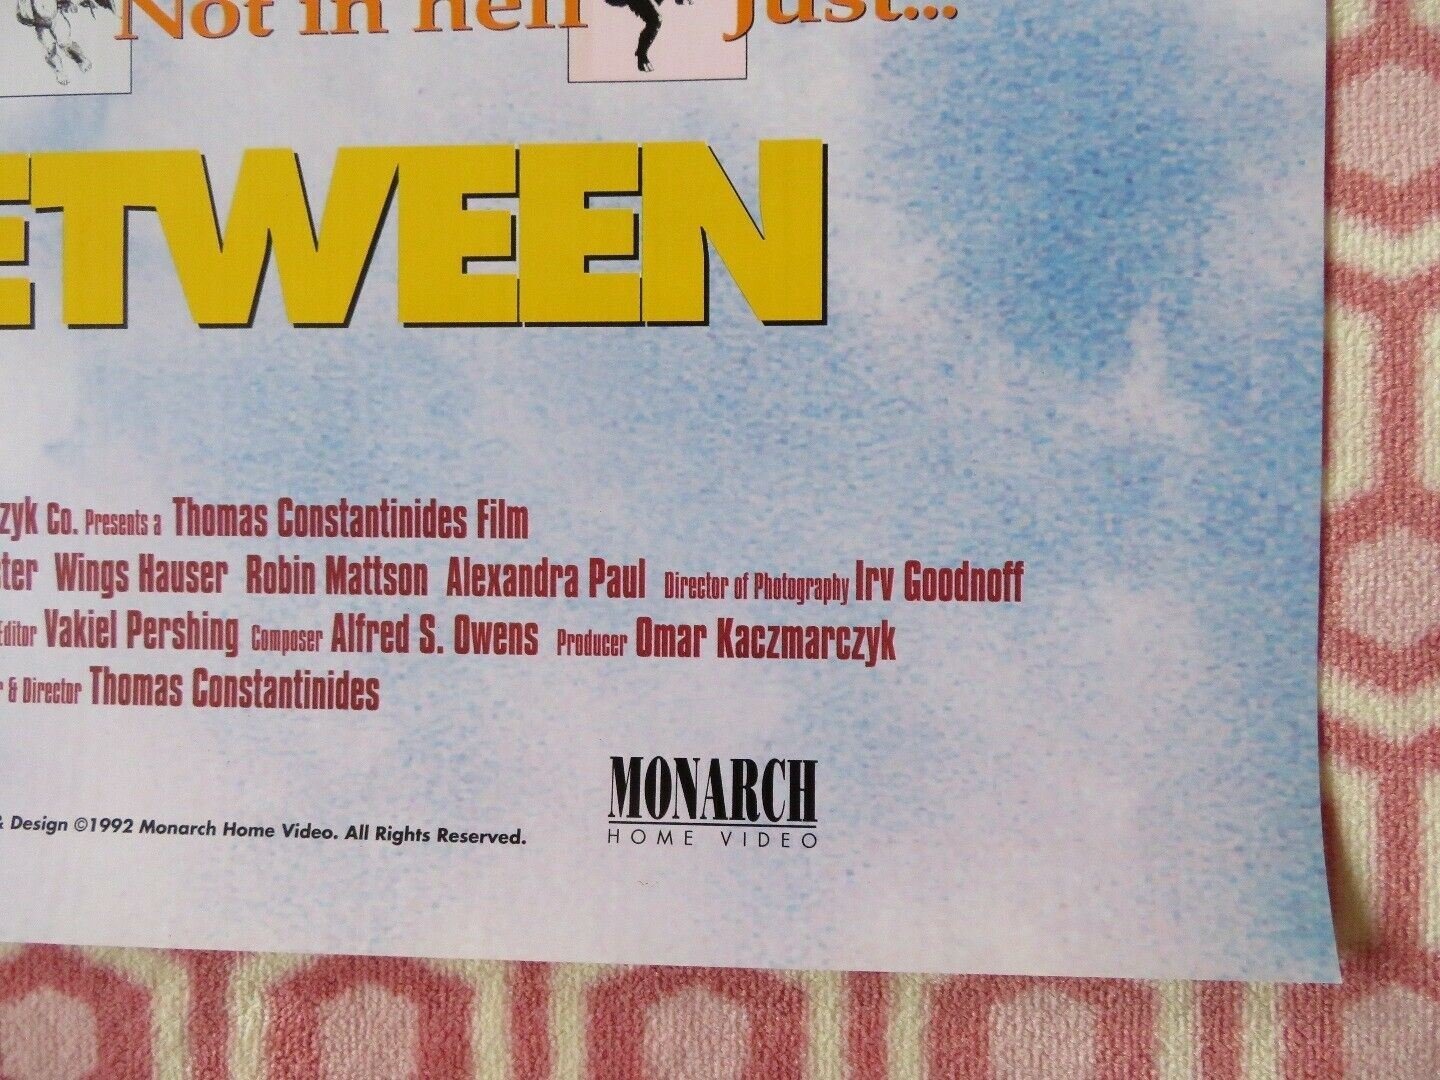 Not in hell Just...
ETWEEN
zyk Co. Presents a Thomas Constantinides Film
ter Wings Hauser Robin Mattson Alexandra Paul Director of Photography Irv Goodnoff
Editor Vakiel Pershing Composer Alfred S. Owens Producer Omar Kaczmarczyk
r & Director Thomas Constantinides
& Design ©1992 Monarch Home Video. All Rights Reserved.
MONARCH
HOME VIDEO